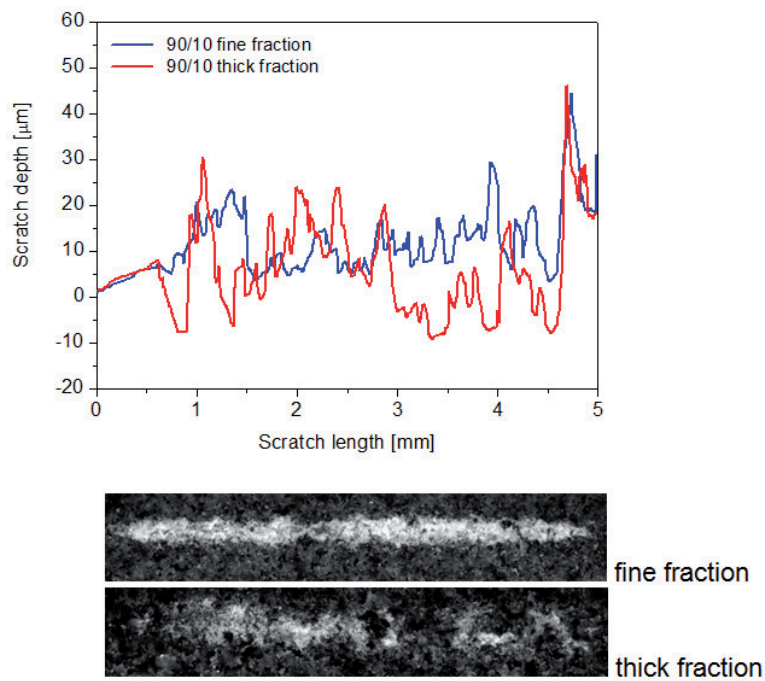 60
50
40
30
20
10
0
-10
-20
Scratch depth [μm]
90/10 fine fraction
90/10 thick fraction
0 1 2 3 4 5
Scratch length [mm]
fine fraction
thick fraction